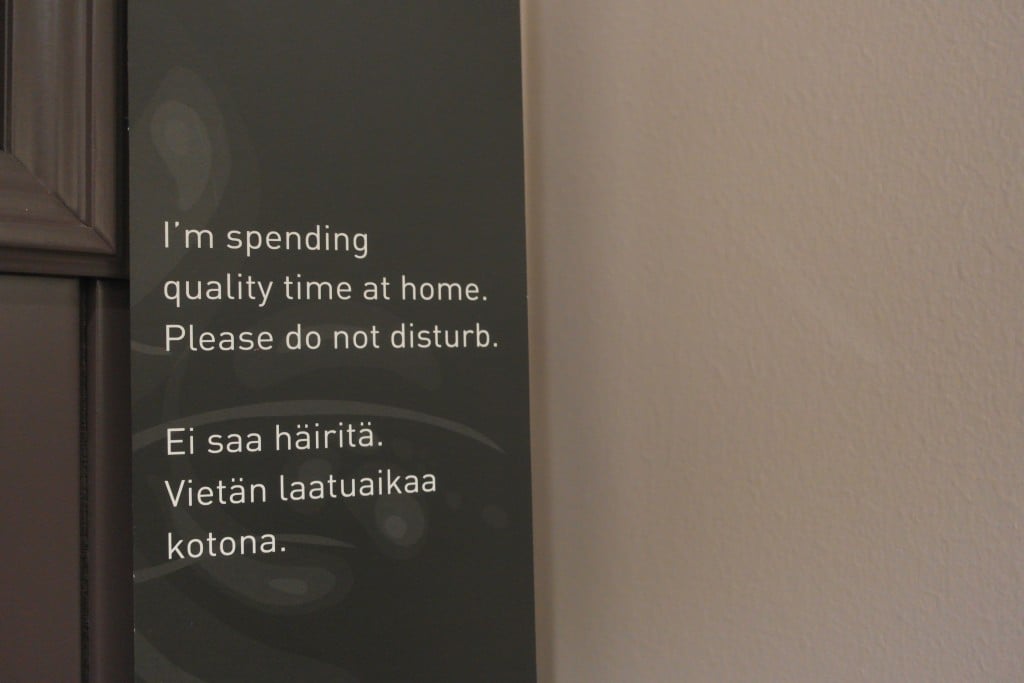 I'm spending
quality time at home.
Please do not disturb.
Ei saa häiritä.
Vietän laatuaikaa
kotona.